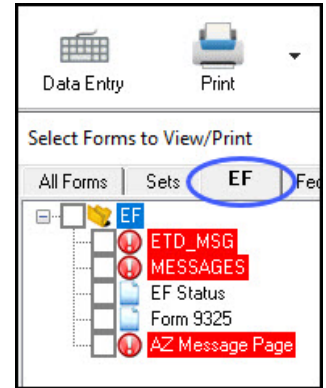 Data Entry Print
Select Forms to View/Print
All Forms Sets EF Fec
EF
ETD_MSG
MESSAGES
EF Status
Form 9325
AZ Message Page